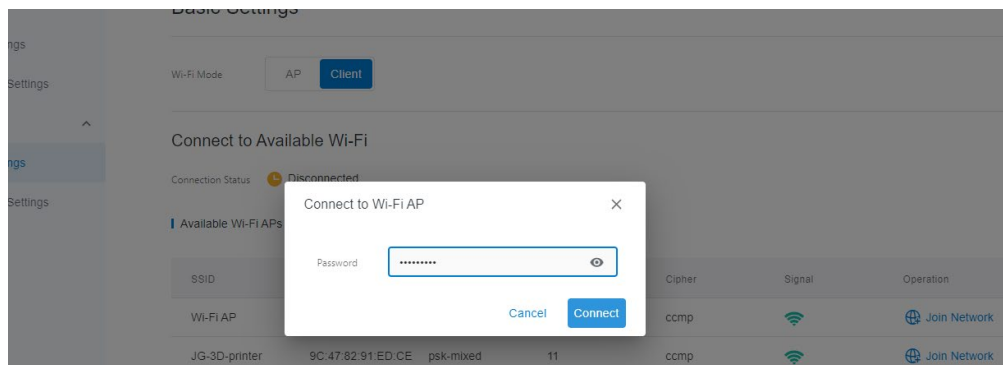 Basic Settings
ngs
Settings
Wi-Fi Mode AP Client
Connect to Available Wi-Fi
ngs
Connection Status Disconnected
Settings
Connect to Wi-Fi AP
Available Wi-Fi APs
Password •••••••••
SSID Cipher Signal Operation
Cancel Connect
Wi-Fi AP ccmp Join Network
JG-3D-printer 9C:47:82:91:ED:CE psk-mixed 11 ccmp Join Network